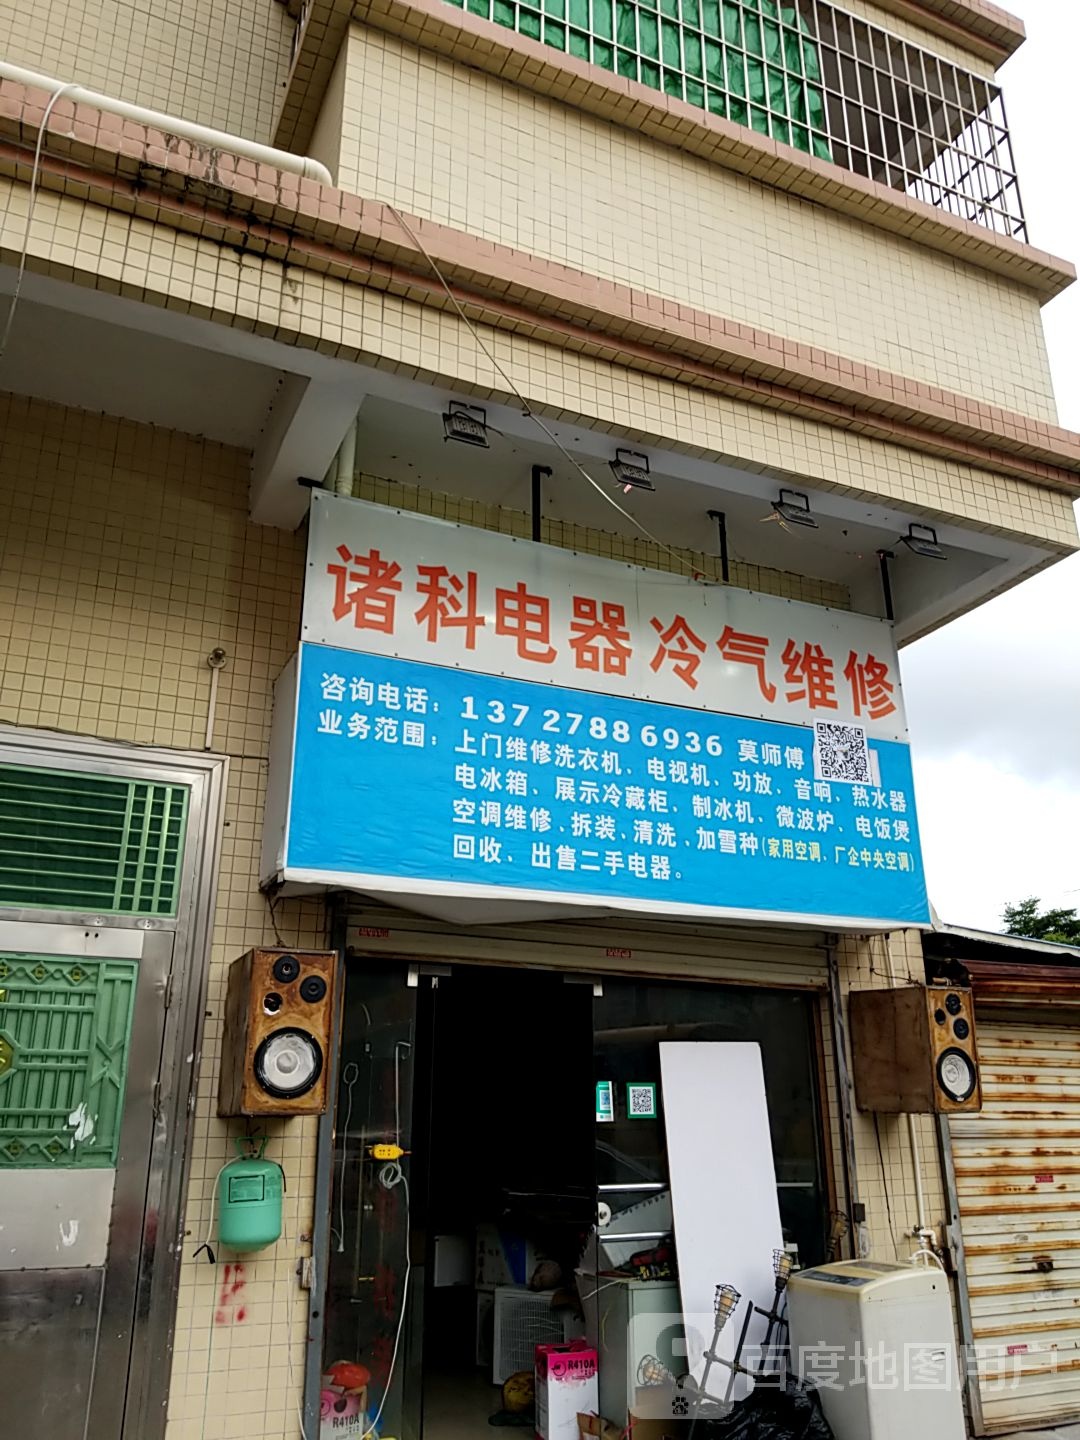 诸科电器 冷气维修
咨询电话：13727886936 莫师傅
业务范围：上门维修洗衣机、电视机、功放、音响、热水器
电冰箱、展示冷藏柜、制冰机、微波炉、电饭煲
空调维修、拆装、清洗、加雪种（家用空调、厂企中央空调）
回收、出售二手电器。
R410A
R410A
百度地图用户